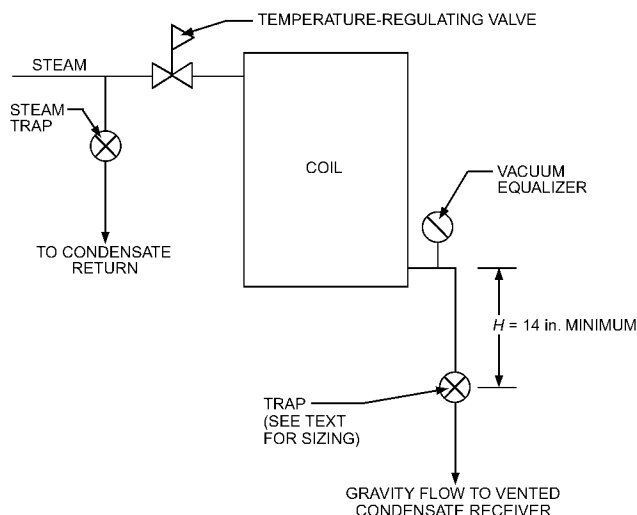 TEMPERATURE-REGULATING VALVE
STEAM
STEAM
TRAP
COIL
VACUUM
EQUALIZER
TO CONDENSATE
RETURN
H = 14 in. MINIMUM
TRAP
(SEE TEXT
FOR SIZING)
GRAVITY FLOW TO VENTED
CONDENSATE RECEIVER